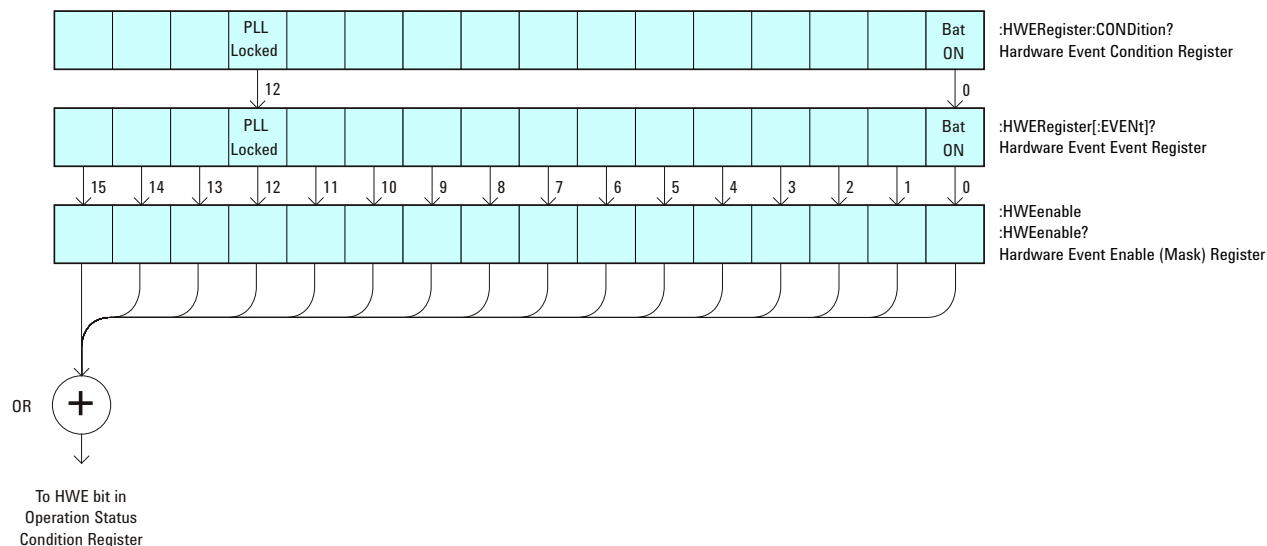 PLL
Locked
Bat
ON
:HWERegister:CONDition?
Hardware Event Condition Register
12
0
PLL
Locked
Bat
ON
:HWERegister[:EVENt]?
Hardware Event Event Register
15 14 13 12 11 10 9 8 7 6 5 4 3 2 1 0
:HWEenable
:HWEenable?
Hardware Event Enable (Mask) Register
OR
+
To HWE bit in
Operation Status
Condition Register